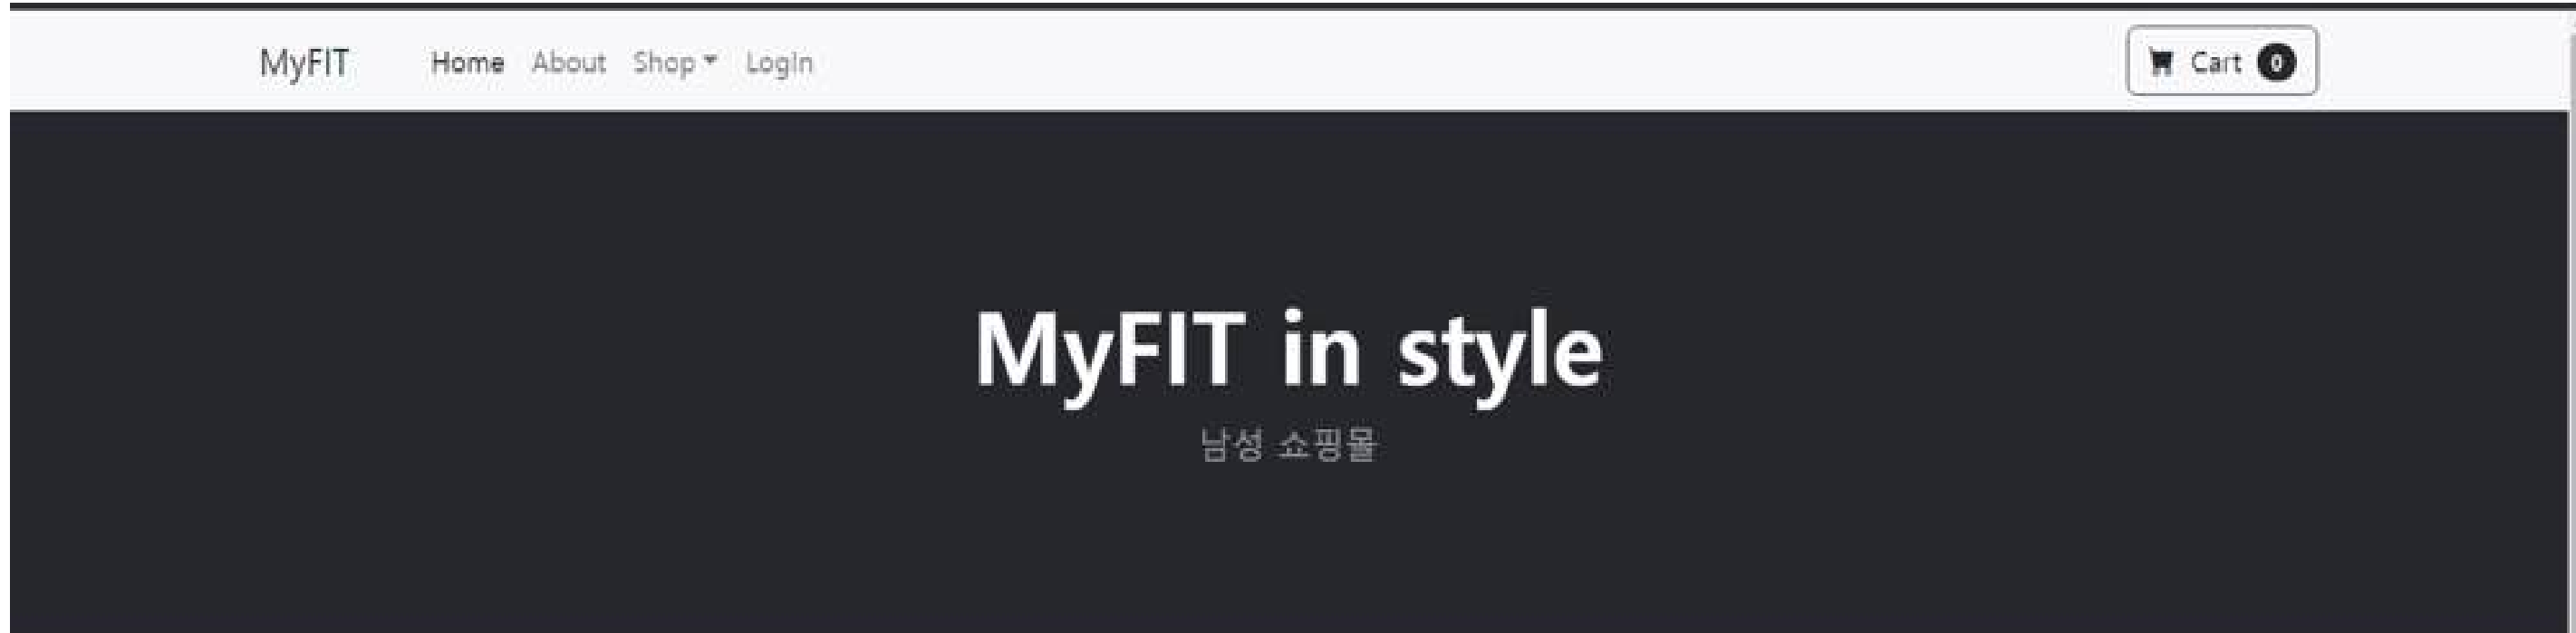 MyFIT Home About Shop Login Cart 0
MyFIT in style
남성 쇼핑몰